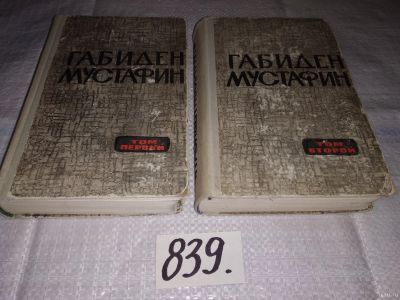 ГАБИДЕН
МУСТАФИН
ТОМ
ПЕРВЫЙ
ГАБИДЕН
МУСТАФИН
ТОМ
ВТОРОЙ
839.